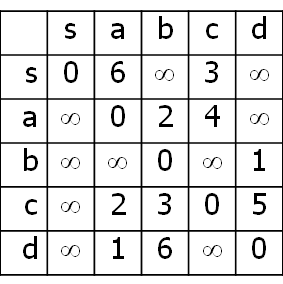 s a b c d
s 0 6 ∞ 3 ∞
a ∞ 0 2 4 ∞
b ∞ ∞ 0 ∞ 1
c ∞ 2 3 0 5
d ∞ 1 6 ∞ 0